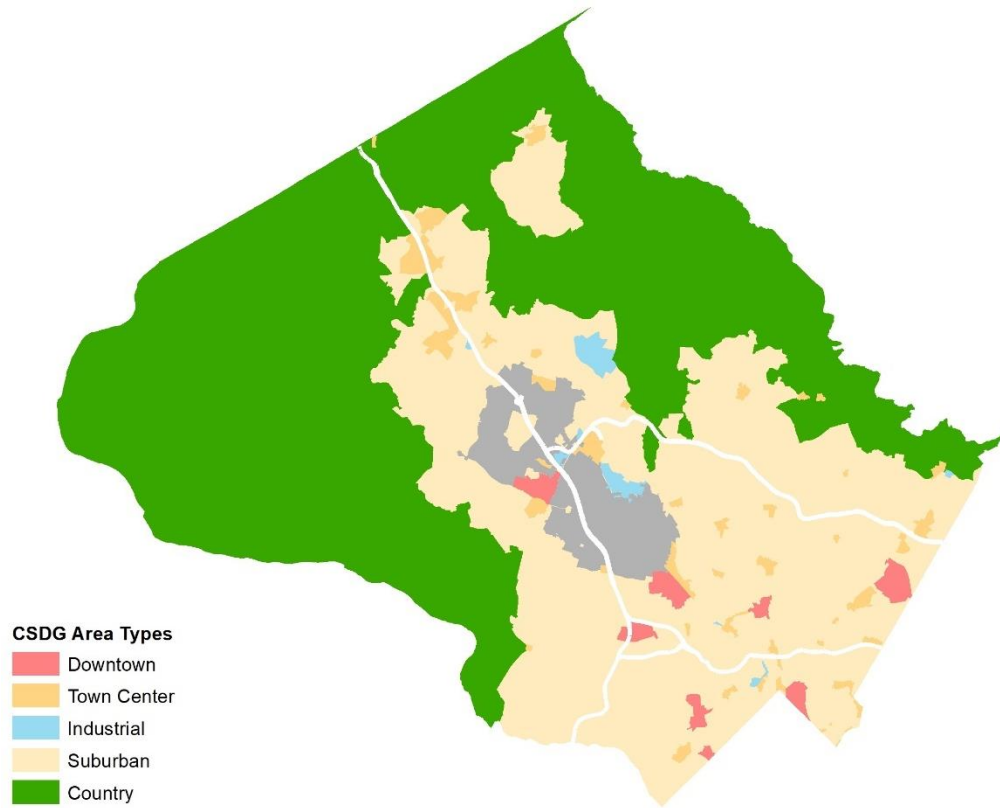 CSDG Area Types
Downtown
Town Center
Industrial
Suburban
Country